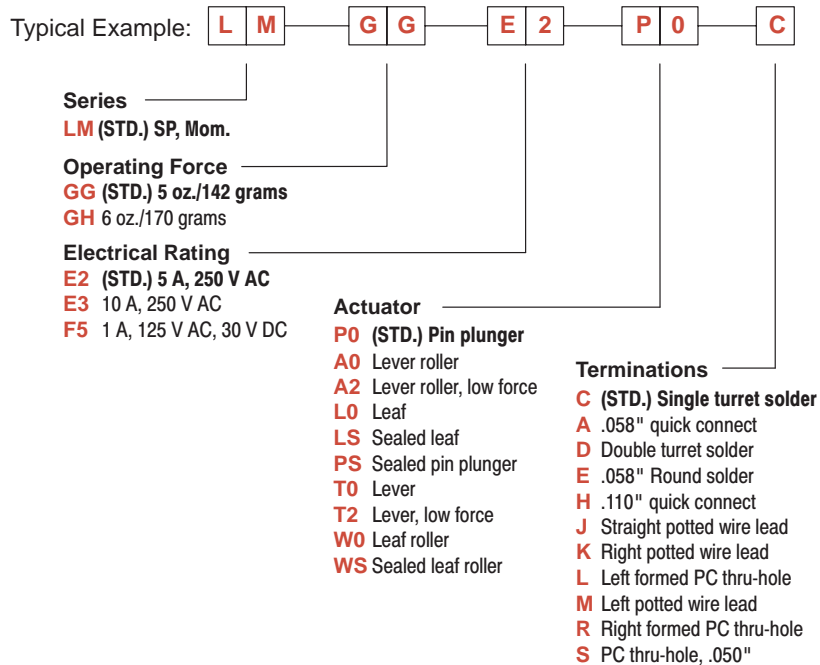 Typical Example: L M G G E 2 P 0 C
Series
LM (STD.) SP, Mom.
Operating Force
GG (STD.) 5 oz./142 grams
GH 6 oz./170 grams
Electrical Rating
E2 (STD.) 5 A, 250 V AC
E3 10 A, 250 V AC
F5 1 A, 125 V AC, 30 V DC
Actuator
P0 (STD.) Pin plunger
A0 Lever roller
A2 Lever roller, low force
L0 Leaf
LS Sealed leaf
PS Sealed pin plunger
T0 Lever
T2 Lever, low force
W0 Leaf roller
WS Sealed leaf roller
Terminations
C (STD.) Single turret solder
A .058" quick connect
D Double turret solder
E .058" Round solder
H .110" quick connect
J Straight potted wire lead
K Right potted wire lead
L Left formed PC thru-hole
M Left potted wire lead
R Right formed PC thru-hole
S PC thru-hole, .050"